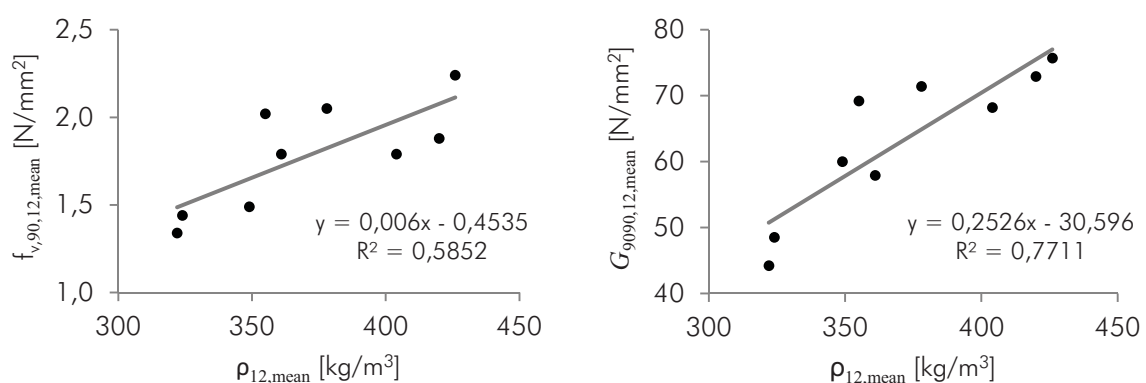 f_v,90,12,mean [N/mm²]
2,5
2,0
1,5
1,0
y = 0,006x - 0,4535
R² = 0,5852
300 350 400 450
ρ_12,mean [kg/m³]
G_9090,12,mean [N/mm²]
80
70
60
50
40
y = 0,2526x - 30,596
R² = 0,7711
300 350 400 450
ρ_12,mean [kg/m³]